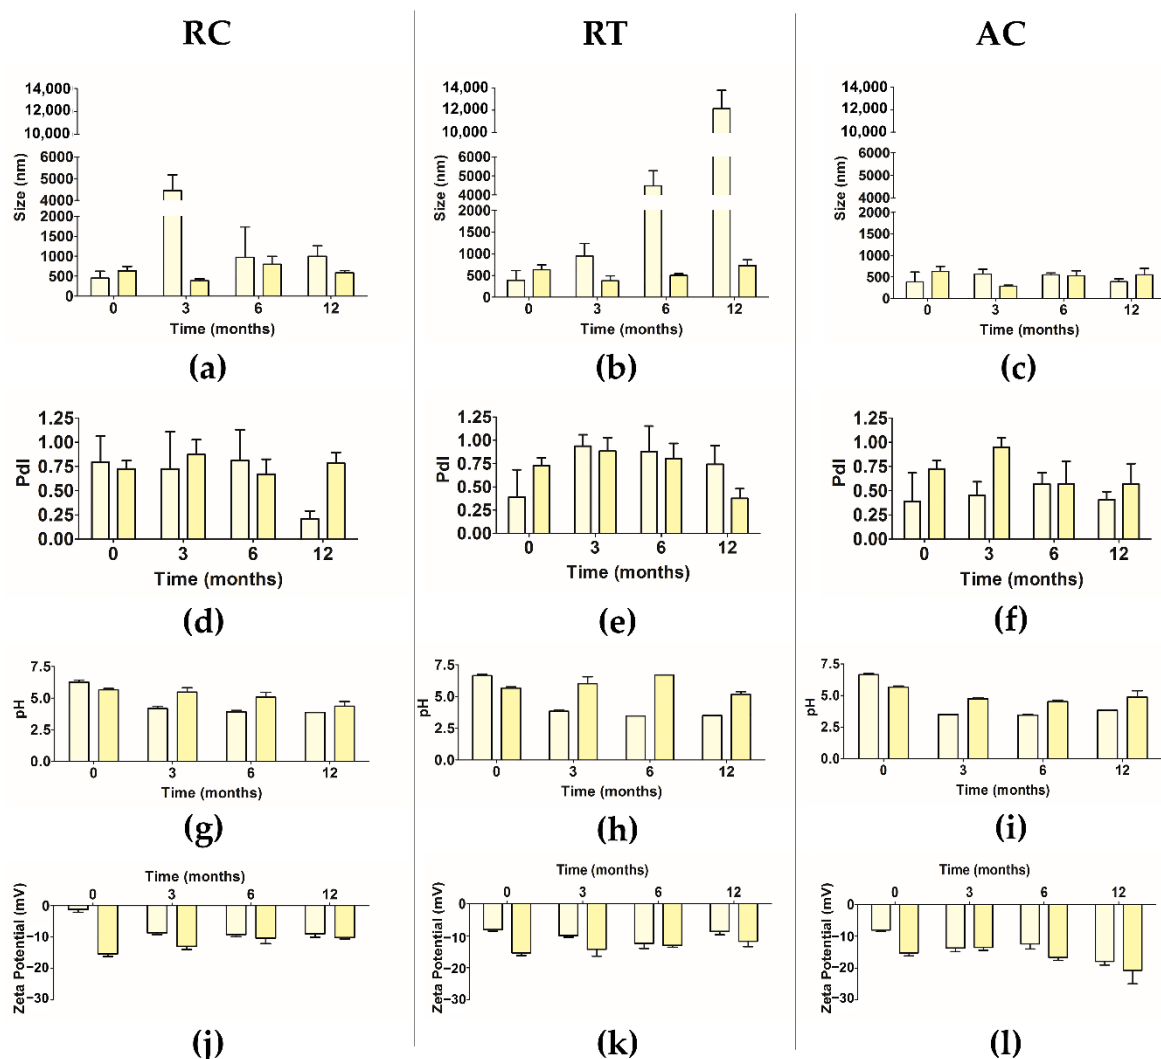 RC
RT
AC
14,000
12,000
10,000
6000
4000
2000
1500
1000
500
0
Size (nm)
0 3 6 12
Time (months)
(a)
14,000
12,000
10,000
6000
4000
2000
1500
1000
500
0
Size (nm)
0 3 6 12
Time (months)
(b)
14,000
12,000
10,000
6000
4000
2000
1500
1000
500
0
Size (nm)
0 3 6 12
Time (months)
(c)
1.25
1.00
0.75
0.50
0.25
0.00
PdI
0 3 6 12
Time (months)
(d)
1.25
1.00
0.75
0.50
0.25
0.00
PdI
0 3 6 12
Time (months)
(e)
1.25
1.00
0.75
0.50
0.25
0.00
PdI
0 3 6 12
Time (months)
(f)
7.5
5.0
2.5
0.0
pH
0 3 6 12
Time (months)
(g)
7.5
5.0
2.5
0.0
pH
0 3 6 12
Time (months)
(h)
7.5
5.0
2.5
0.0
pH
0 3 6 12
Time (months)
(i)
Time (months)
0 3 6 12
0
−10
−20
−30
Zeta Potential (mV)
(j)
Time (months)
0 3 6 12
0
−10
−20
−30
Zeta Potential (mV)
(k)
Time (months)
0 3 6 12
0
−10
−20
−30
Zeta Potential (mV)
(l)